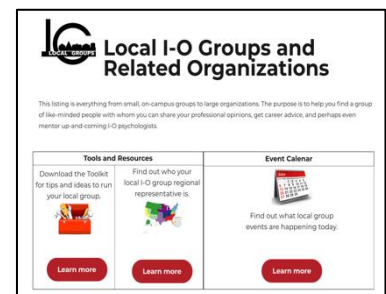 LOCAL GROUPS
Local I-O Groups and
Related Organizations
This listing is everything from small, on-campus groups to large organizations. The purpose is to help you find a group
of like-minded people with whom you can share your professional opinions, get career advice, and perhaps even
mentor up-and-coming I-O psychologists.
Tools and Resources
Download the Toolkit
for tips and ideas to run
your local group.
Learn more
Find out who your
local I-O group regional
representative is.
Learn more
Event Calenar
Find out what local group
events are happening today.
Learn more